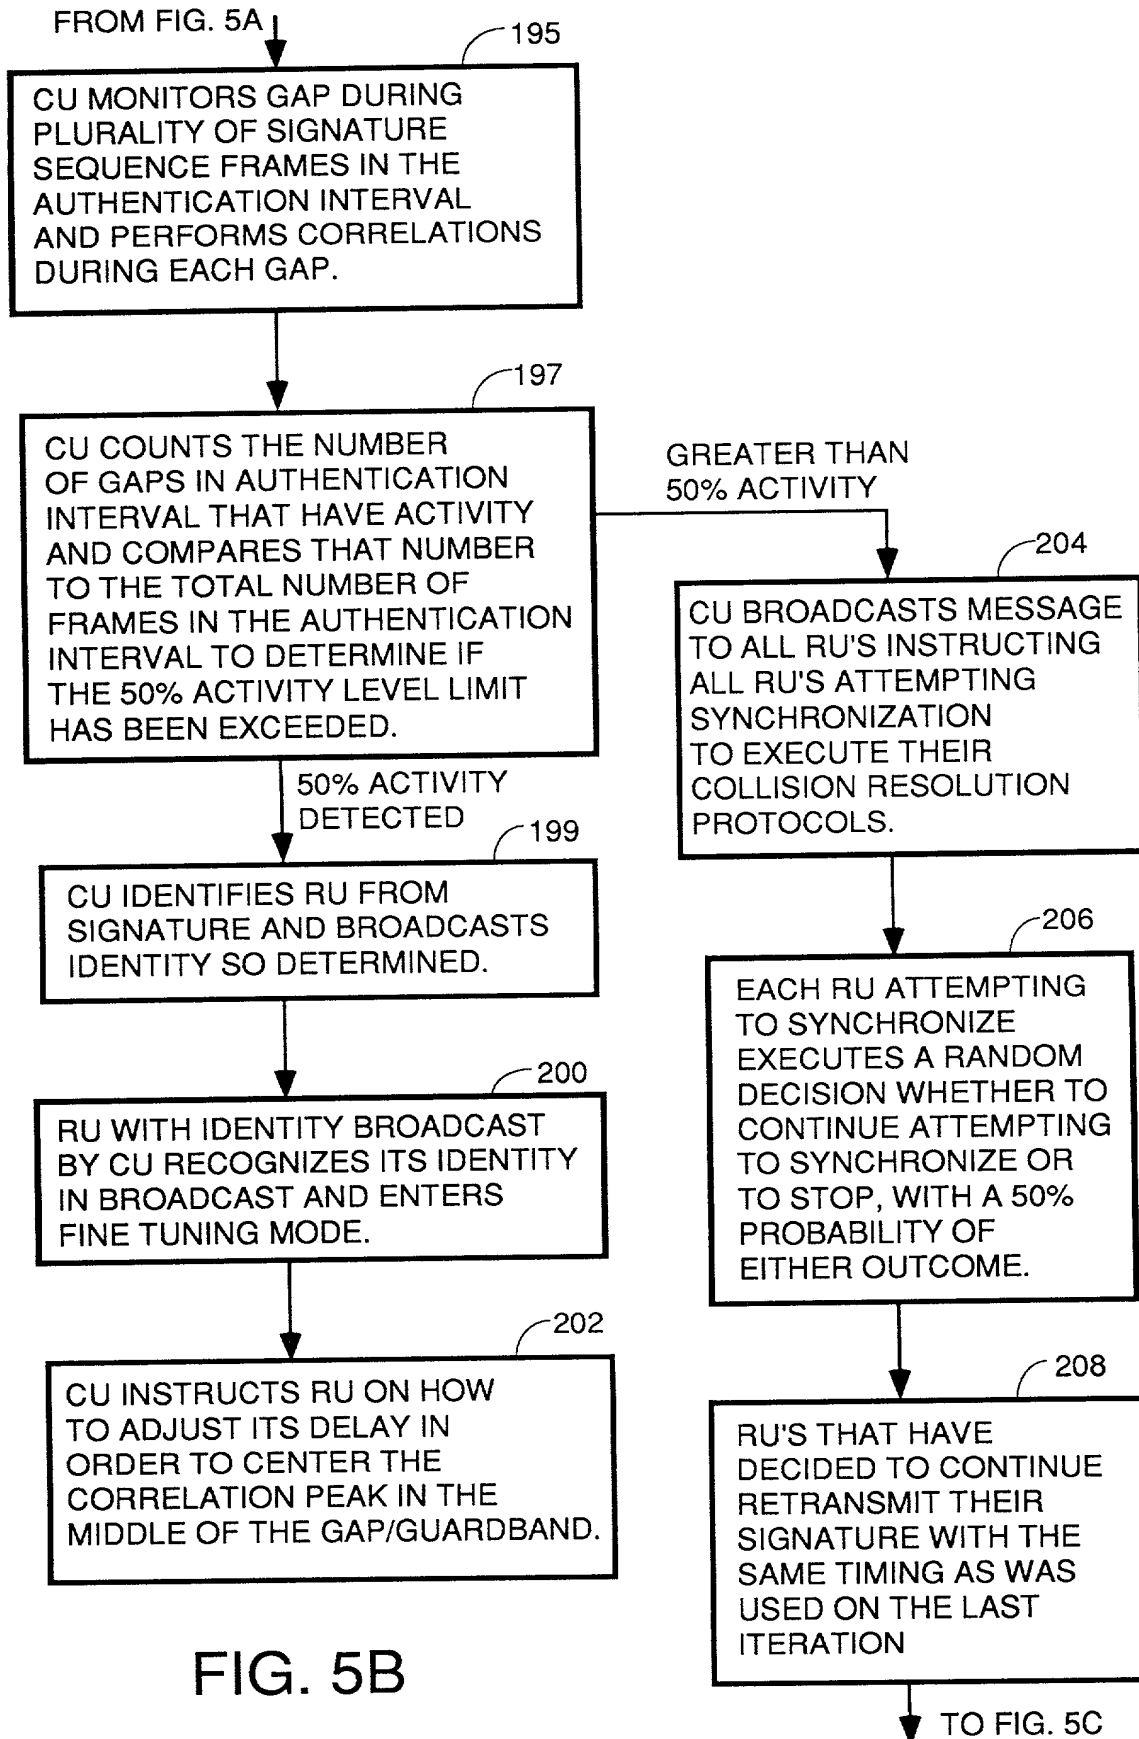 FROM FIG. 5A
195
CU MONITORS GAP DURING
PLURALITY OF SIGNATURE
SEQUENCE FRAMES IN THE
AUTHENTICATION INTERVAL
AND PERFORMS CORRELATIONS
DURING EACH GAP.
197
CU COUNTS THE NUMBER
OF GAPS IN AUTHENTICATION
INTERVAL THAT HAVE ACTIVITY
AND COMPARES THAT NUMBER
TO THE TOTAL NUMBER OF
FRAMES IN THE AUTHENTICATION
INTERVAL TO DETERMINE IF
THE 50% ACTIVITY LEVEL LIMIT
HAS BEEN EXCEEDED.
50% ACTIVITY
DETECTED
199
CU IDENTIFIES RU FROM
SIGNATURE AND BROADCASTS
IDENTITY SO DETERMINED.
200
RU WITH IDENTITY BROADCAST
BY CU RECOGNIZES ITS IDENTITY
IN BROADCAST AND ENTERS
FINE TUNING MODE.
202
CU INSTRUCTS RU ON HOW
TO ADJUST ITS DELAY IN
ORDER TO CENTER THE
CORRELATION PEAK IN THE
MIDDLE OF THE GAP/GUARDBAND.
GREATER THAN
50% ACTIVITY
204
CU BROADCASTS MESSAGE
TO ALL RU'S INSTRUCTING
ALL RU'S ATTEMPTING
SYNCHRONIZATION
TO EXECUTE THEIR
COLLISION RESOLUTION
PROTOCOLS.
206
EACH RU ATTEMPTING
TO SYNCHRONIZE
EXECUTES A RANDOM
DECISION WHETHER TO
CONTINUE ATTEMPTING
TO SYNCHRONIZE OR
TO STOP, WITH A 50%
PROBABILITY OF
EITHER OUTCOME.
208
RU'S THAT HAVE
DECIDED TO CONTINUE
RETRANSMIT THEIR
SIGNATURE WITH THE
SAME TIMING AS WAS
USED ON THE LAST
ITERATION
TO FIG. 5C
FIG. 5B